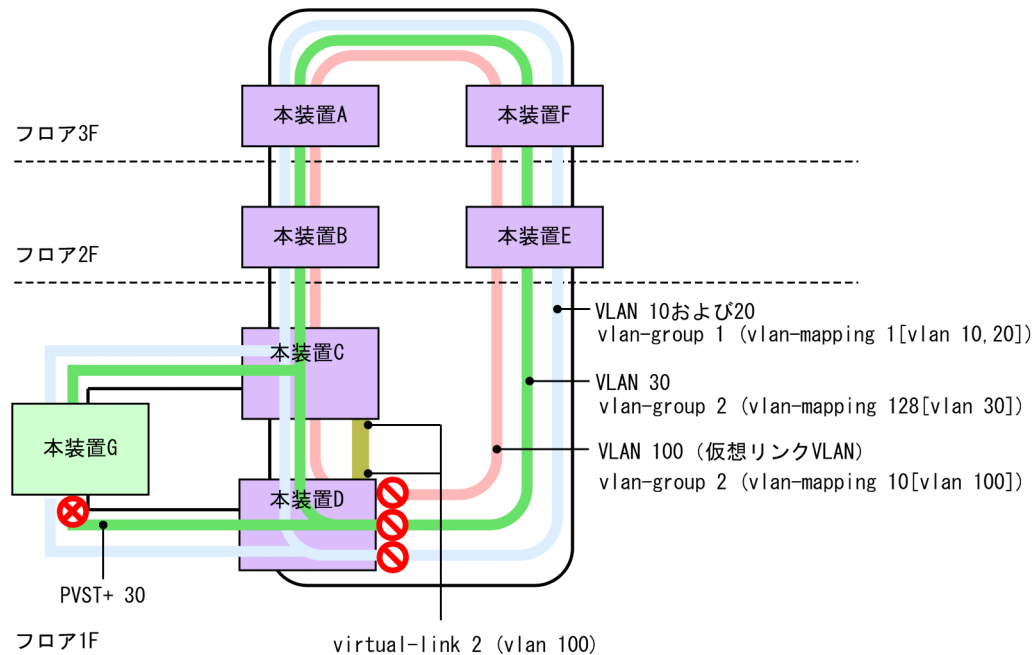 本装置A
本装置F
フロア3F
本装置B
本装置E
フロア2F
VLAN 10および20
vlan-group 1 (vlan-mapping 1[vlan 10,20])
本装置C
VLAN 30
vlan-group 2 (vlan-mapping 128[vlan 30])
本装置G
VLAN 100 (仮想リンクVLAN)
vlan-group 2 (vlan-mapping 10[vlan 100])
本装置D
PVST+ 30
フロア1F
virtual-link 2 (vlan 100)